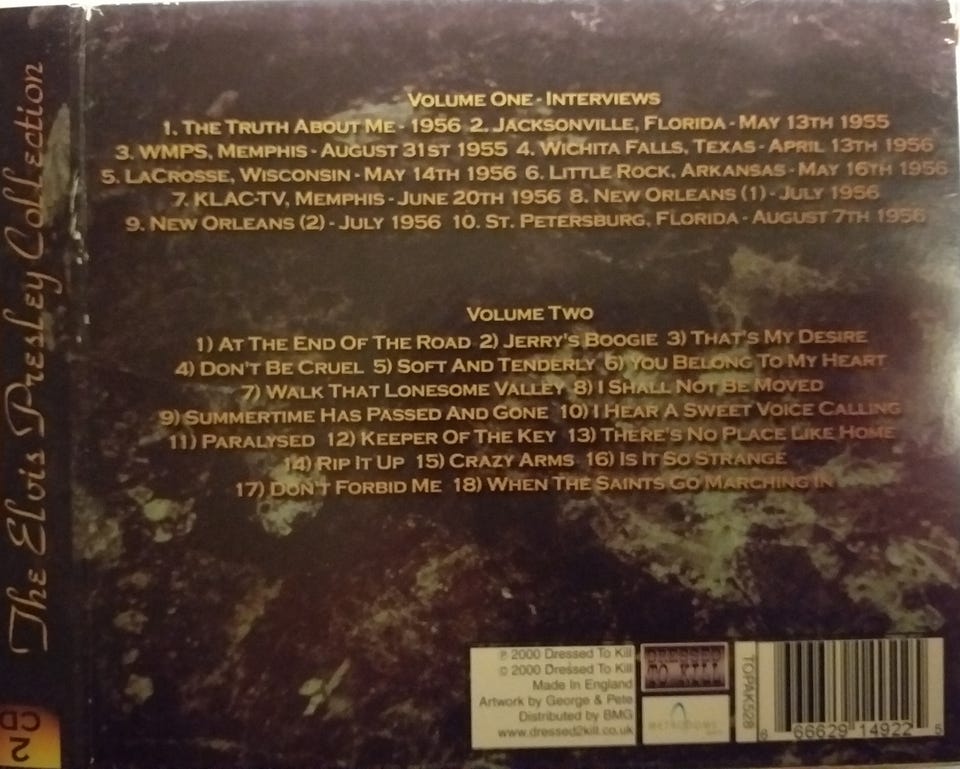 The Elvis Presley Collection
2 CD
Volume One - Interviews
1. The Truth About Me - 1956 2. Jacksonville, Florida - May 13th 1955
3. WMPS, Memphis - August 31st 1955 4. Wichita Falls, Texas - April 13th 1956
5. LaCrosse, Wisconsin - May 14th 1956 6. Little Rock, Arkansas - May 16th 1956
7. KLAC-TV, Memphis - June 20th 1956 8. New Orleans (1) - July 1956
9. New Orleans (2) - July 1956 10. St. Petersburg, Florida - August 7th 1956
Volume Two
1) At The End Of The Road 2) Jerry's Boogie 3) That's My Desire
4) Don't Be Cruel 5) Soft And Tenderly 6) You Belong To My Heart
7) Walk That Lonesome Valley 8) I Shall Not Be Moved
9) Summertime Has Passed And Gone 10) I Hear A Sweet Voice Calling
11) Paralysed 12) Keeper Of The Key 13) There's No Place Like Home
14) Rip It Up 15) Crazy Arms 16) Is It So Strange
17) Don't Forbid Me 18) When The Saints Go Marching In
℗ 2000 Dressed To Kill
© 2000 Dressed To Kill
Made In England
Artwork by George & Pete
Distributed by BMG
www.dressed2kill.co.uk
DRESSED
TO KILL
METRODOME
TOPAK528
6 66629 14922 5